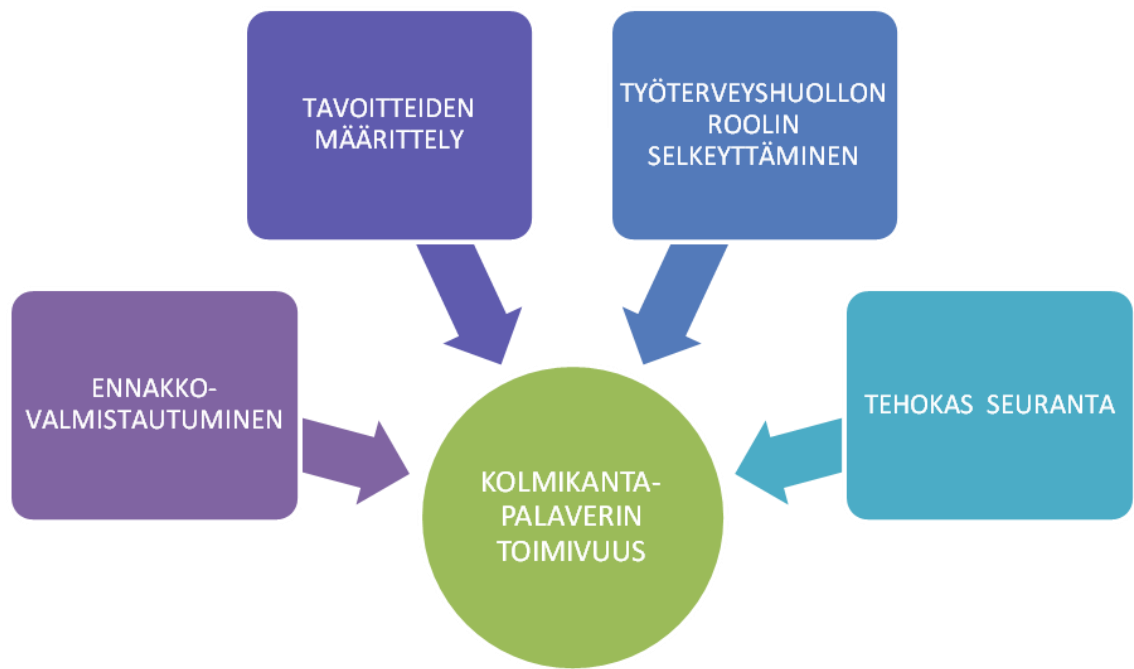 TAVOITTEIDEN
MÄÄRITTELY
TYÖTERVEYSHUOLLON
ROOLIN
SELKEYTTÄMINEN
ENNAKKO-
VALMISTAUTUMINEN
TEHOKAS SEURANTA
KOLMIKANTA-
PALAVERIN
TOIMIVUUS